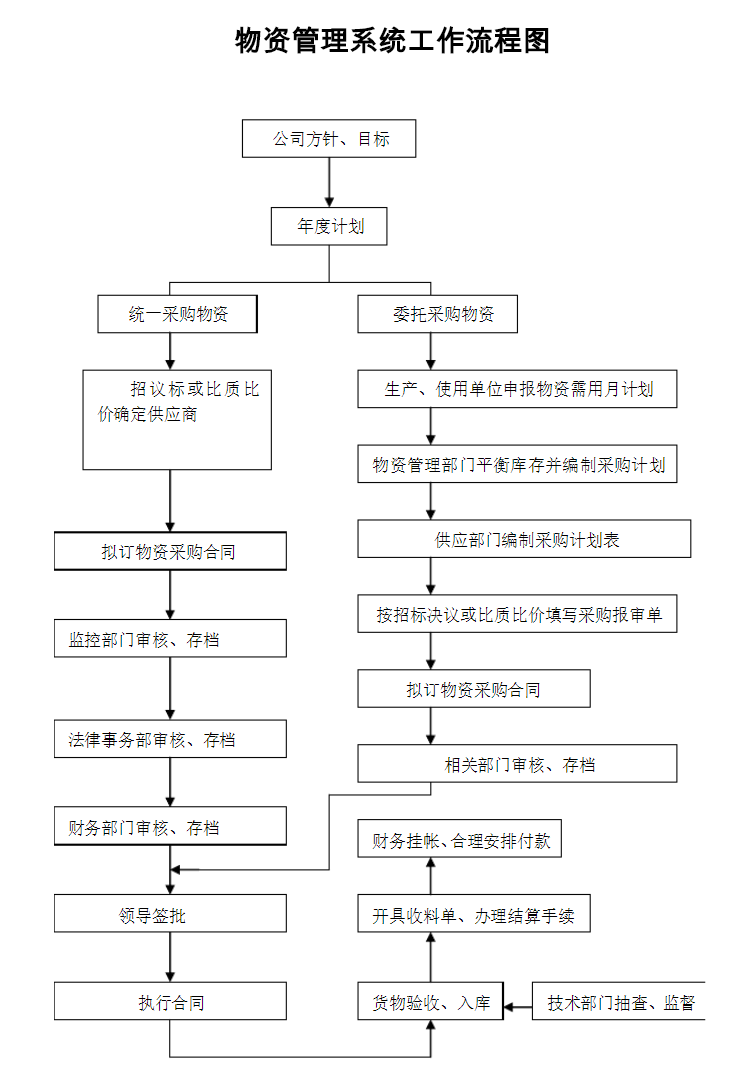 物资管理系统工作流程图
公司方针、目标
年度计划
统一采购物资
委托采购物资
招议标或比质比
价确定供应商
生产、使用单位申报物资需用月计划
物资管理部门平衡库存并编制采购计划
供应部门编制采购计划表
拟订物资采购合同
按招标决议或比质比价填写采购报审单
监控部门审核、存档
拟订物资采购合同
法律事务部审核、存档
相关部门审核、存档
财务部门审核、存档
财务挂帐、合理安排付款
领导签批
开具收料单、办理结算手续
执行合同
货物验收、入库
技术部门抽查、监督